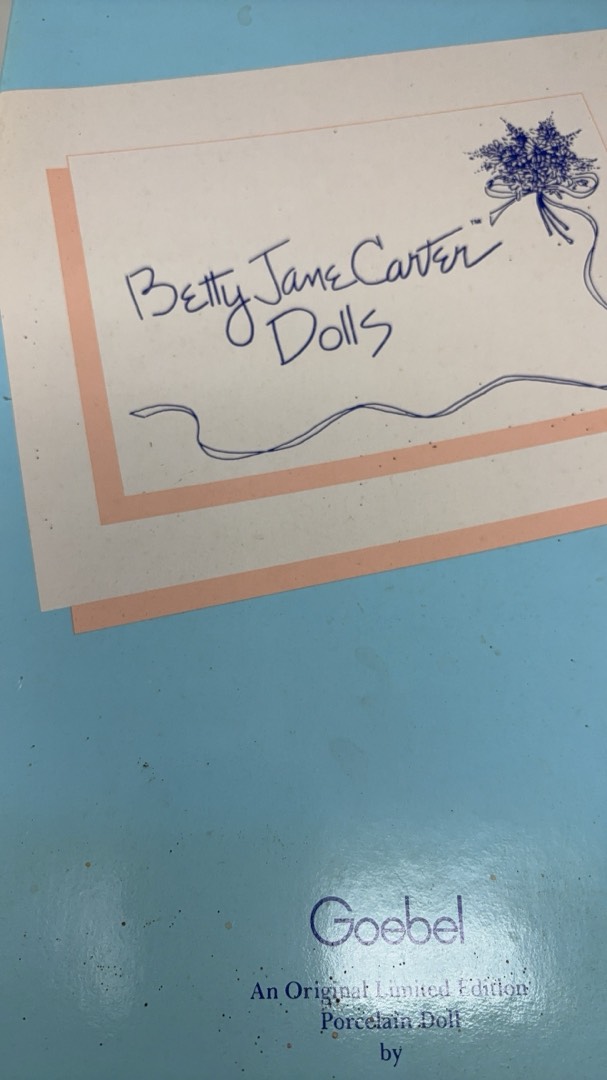 Betty Jane Carter™
Dolls
Goebel
An Original Limited Edition
Porcelain Doll
by